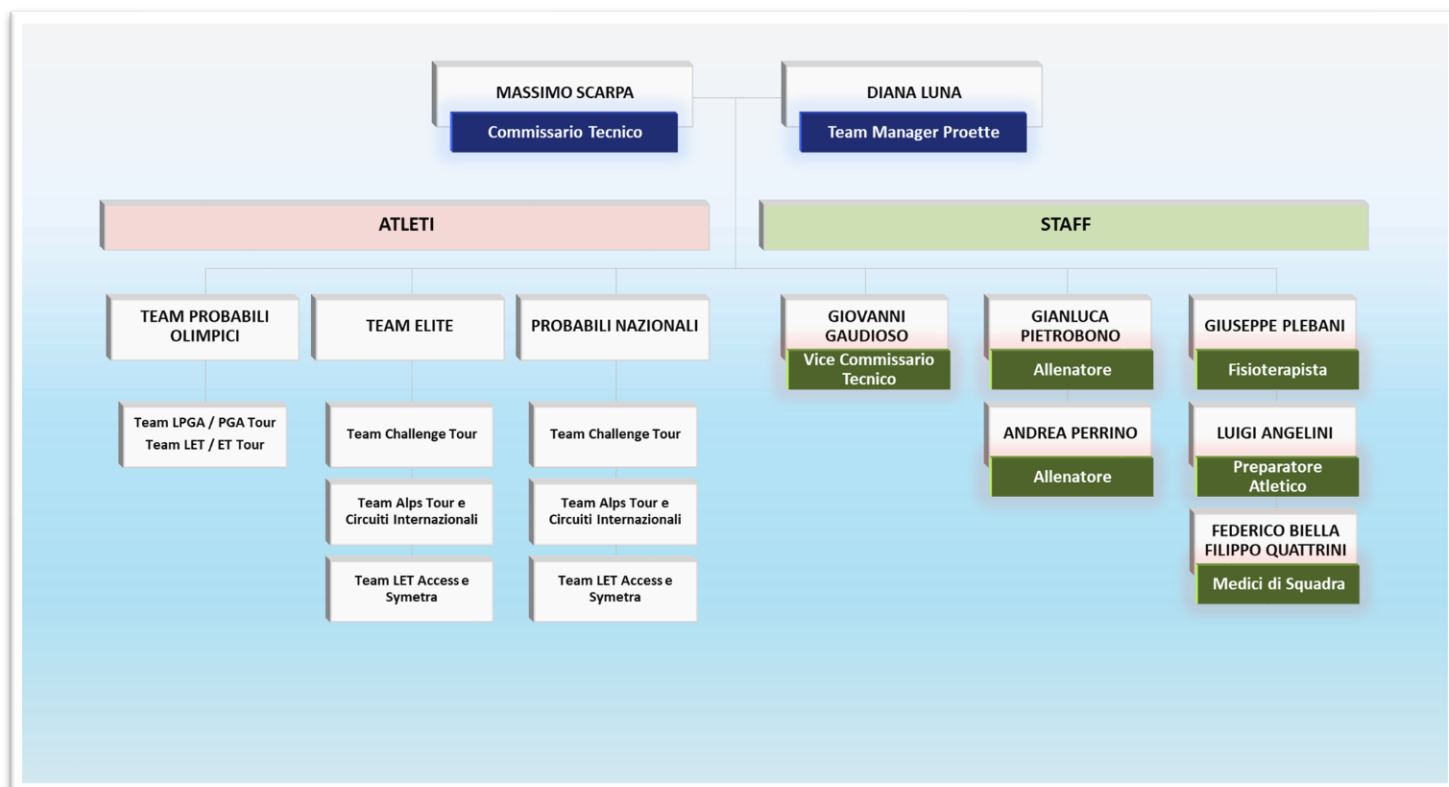 MASSIMO SCARPA
Commissario Tecnico
DIANA LUNA
Team Manager Proette
ATLETI
STAFF
TEAM PROBABILI
OLIMPICI
TEAM ELITE
PROBABILI NAZIONALI
GIOVANNI
GAUDIOSO
Vice Commissario
Tecnico
GIANLUCA
PIETROBONO
Allenatore
GIUSEPPE PLEBANI
Fisioterapista
Team LPGA / PGA Tour
Team LET / ET Tour
Team Challenge Tour
Team Challenge Tour
ANDREA PERRINO
Allenatore
LUIGI ANGELINI
Preparatore
Atletico
Team Alps Tour e
Circuiti Internazionali
Team Alps Tour e
Circuiti Internazionali
FEDERICO BIELLA
FILIPPO QUATTRINI
Medici di Squadra
Team LET Access e
Symetra
Team LET Access e
Symetra